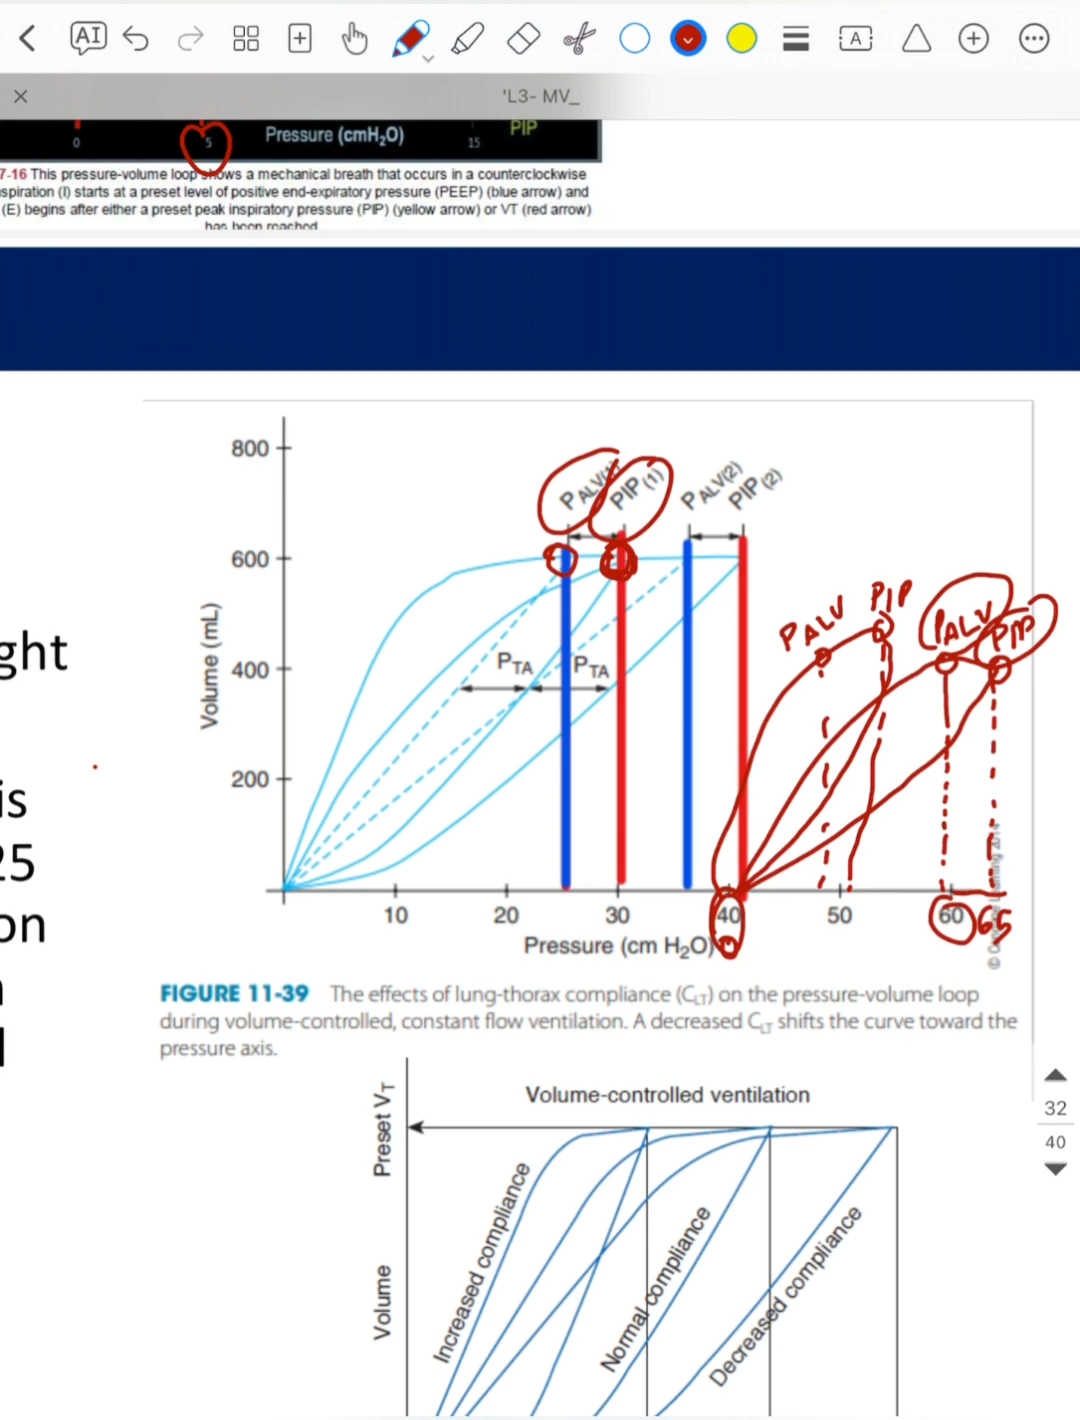 AI
A
'L3- MV_
0
5
Pressure (cmH₂O)
15
PIP
7-16 This pressure-volume loop shows a mechanical breath that occurs in a counterclockwise
spiration (I) starts at a preset level of positive end-expiratory pressure (PEEP) (blue arrow) and
(E) begins after either a preset peak inspiratory pressure (PIP) (yellow arrow) or VT (red arrow)
has been reached
ght
is
25
on
800
600
400
200
Volume (mL)
PALV(1)
PIP(1)
PALV(2)
PIP(2)
PTA
PTA
PALV
PIP
PALV
PIP
10
20
30
40
50
60
65
Pressure (cm H₂O)
FIGURE 11-39 The effects of lung-thorax compliance (CLT) on the pressure-volume loop
during volume-controlled, constant flow ventilation. A decreased CLT shifts the curve toward the
pressure axis.
Preset VT
Volume-controlled ventilation
Volume
Increased compliance
Normal compliance
Decreased compliance
32
40